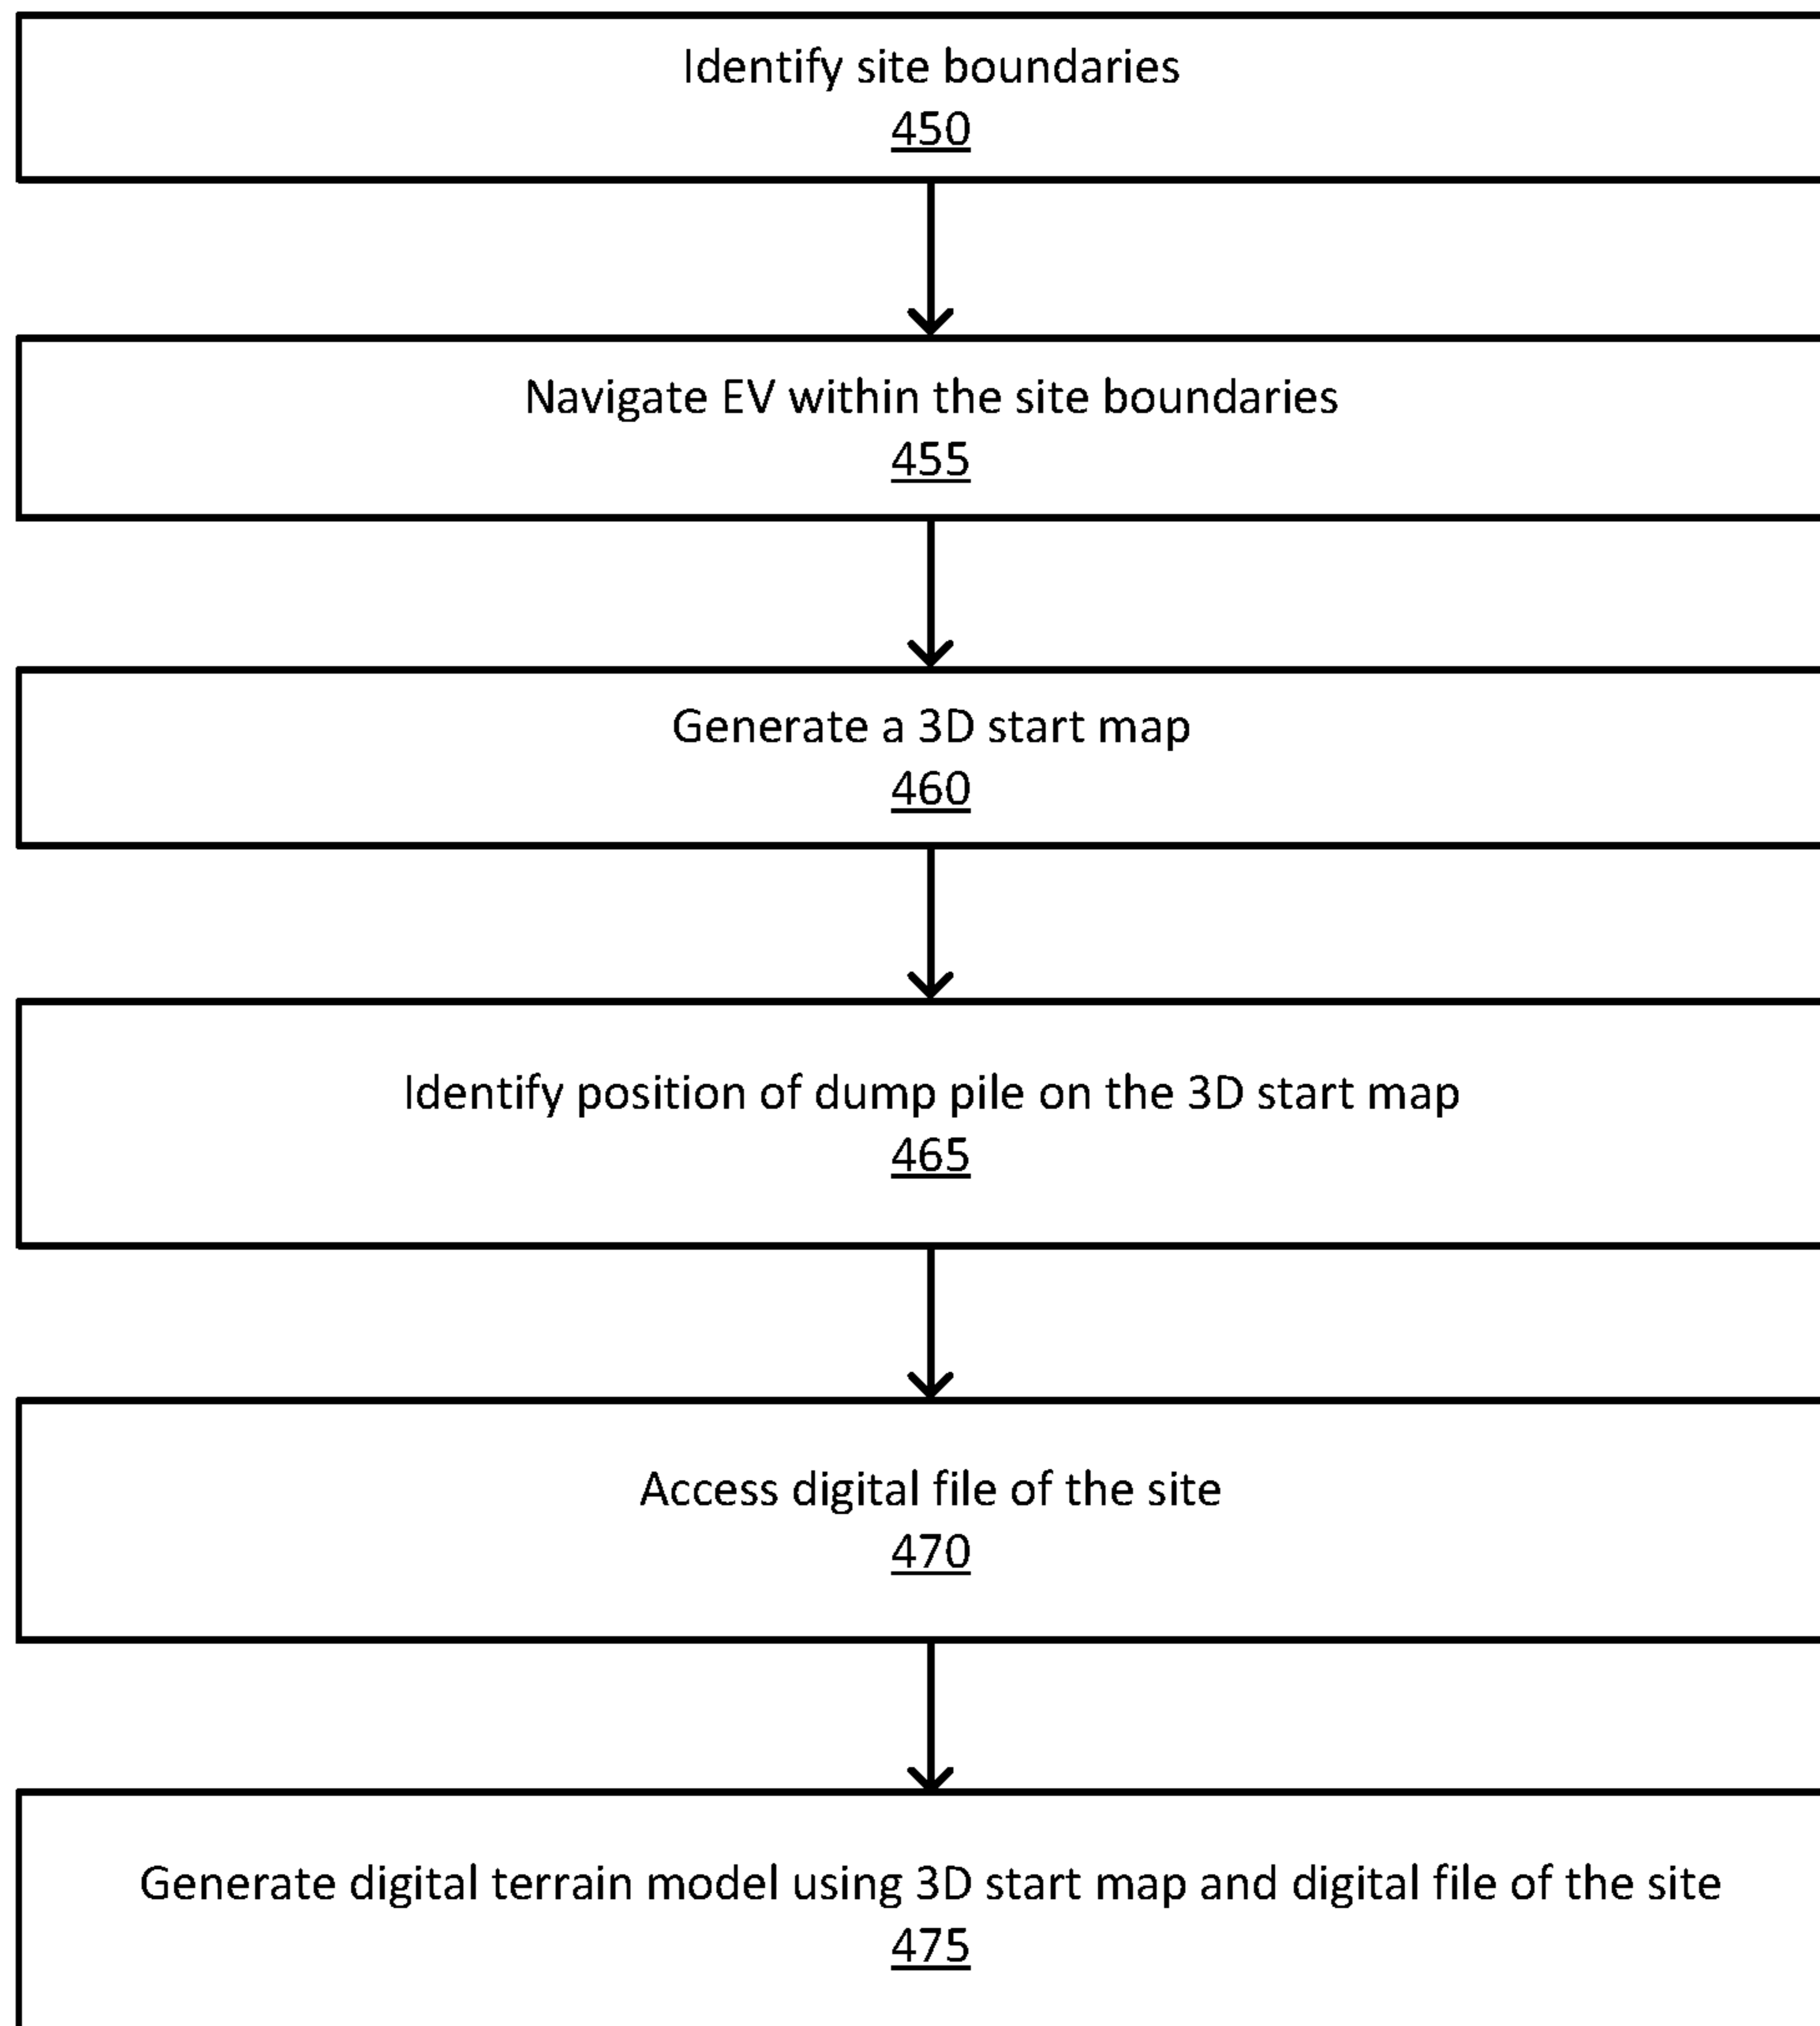 Identify site boundaries
450
Navigate EV within the site boundaries
455
Generate a 3D start map
460
Identify position of dump pile on the 3D start map
465
Access digital file of the site
470
Generate digital terrain model using 3D start map and digital file of the site
475